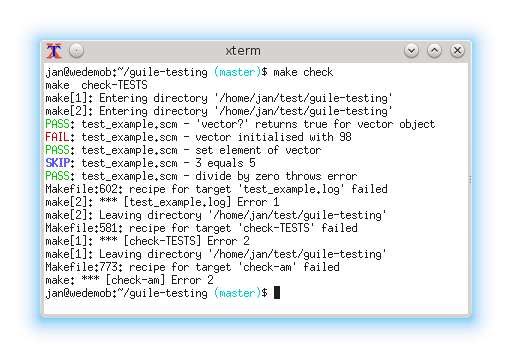 xterm
jan@wedemob:~/guile-testing (master)$ make check
make  check-TESTS
make[1]: Entering directory '/home/jan/test/guile-testing'
make[2]: Entering directory '/home/jan/test/guile-testing'
PASS: test_example.scm - 'vector?' returns true for vector object
FAIL: test_example.scm - vector initialised with 98
PASS: test_example.scm - set element of vector
SKIP: test_example.scm - 3 equals 5
PASS: test_example.scm - divide by zero throws error
Makefile:602: recipe for target 'test_example.log' failed
make[2]: *** [test_example.log] Error 1
make[2]: Leaving directory '/home/jan/test/guile-testing'
Makefile:581: recipe for target 'check-TESTS' failed
make[1]: *** [check-TESTS] Error 2
make[1]: Leaving directory '/home/jan/test/guile-testing'
Makefile:773: recipe for target 'check-am' failed
make: *** [check-am] Error 2
jan@wedemob:~/guile-testing (master)$